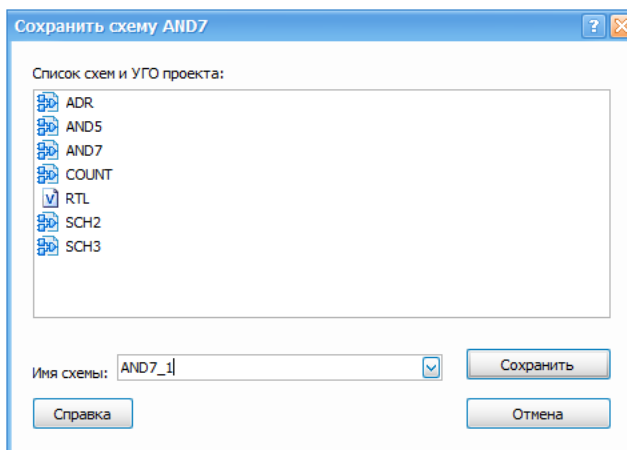 Сохранить схему AND7
?
Список схем и УГО проекта:
ADR
AND5
AND7
COUNT
V RTL
SCH2
SCH3
Имя схемы: AND7_1 Сохранить
Справка Отмена